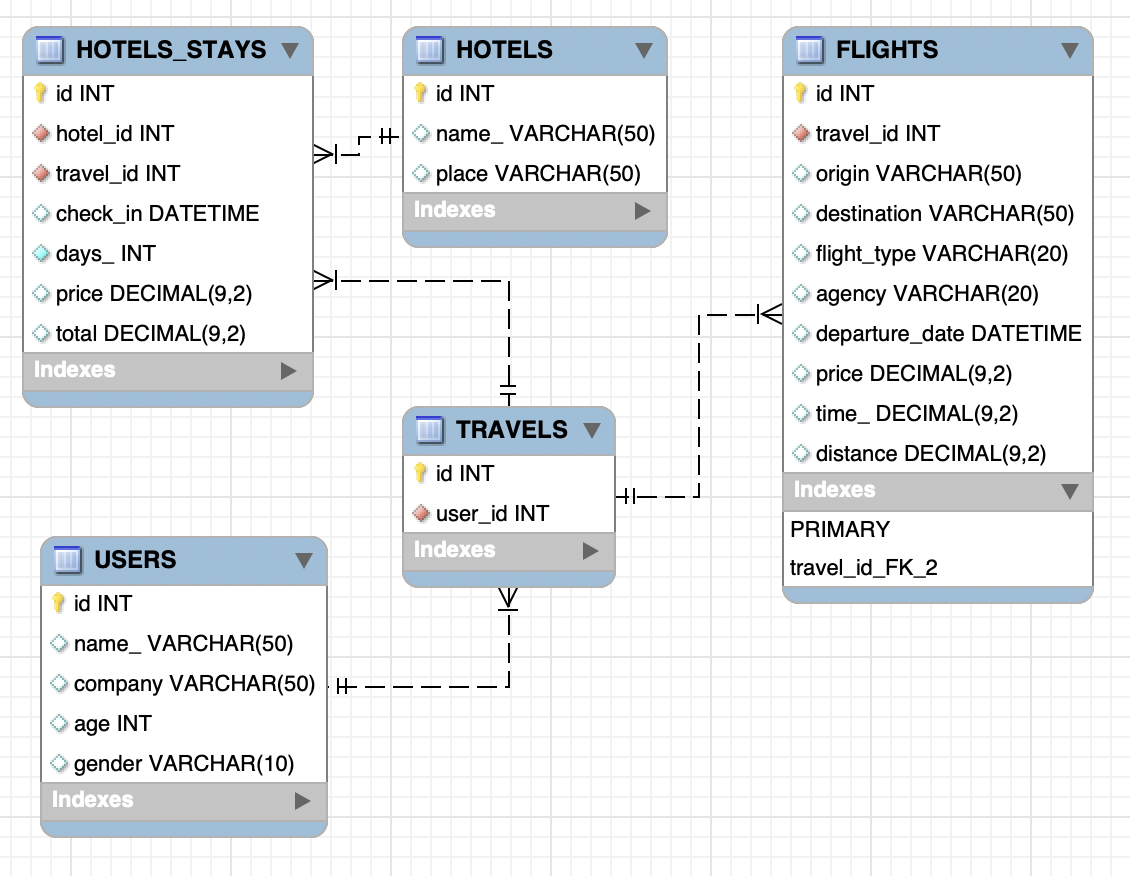 HOTELS_STAYS
id INT
hotel_id INT
travel_id INT
check_in DATETIME
days_ INT
price DECIMAL(9,2)
total DECIMAL(9,2)
Indexes
HOTELS
id INT
name_ VARCHAR(50)
place VARCHAR(50)
Indexes
FLIGHTS
id INT
travel_id INT
origin VARCHAR(50)
destination VARCHAR(50)
flight_type VARCHAR(20)
agency VARCHAR(20)
departure_date DATETIME
price DECIMAL(9,2)
time_ DECIMAL(9,2)
distance DECIMAL(9,2)
Indexes
PRIMARY
travel_id_FK_2
TRAVELS
id INT
user_id INT
Indexes
USERS
id INT
name_ VARCHAR(50)
company VARCHAR(50)
age INT
gender VARCHAR(10)
Indexes